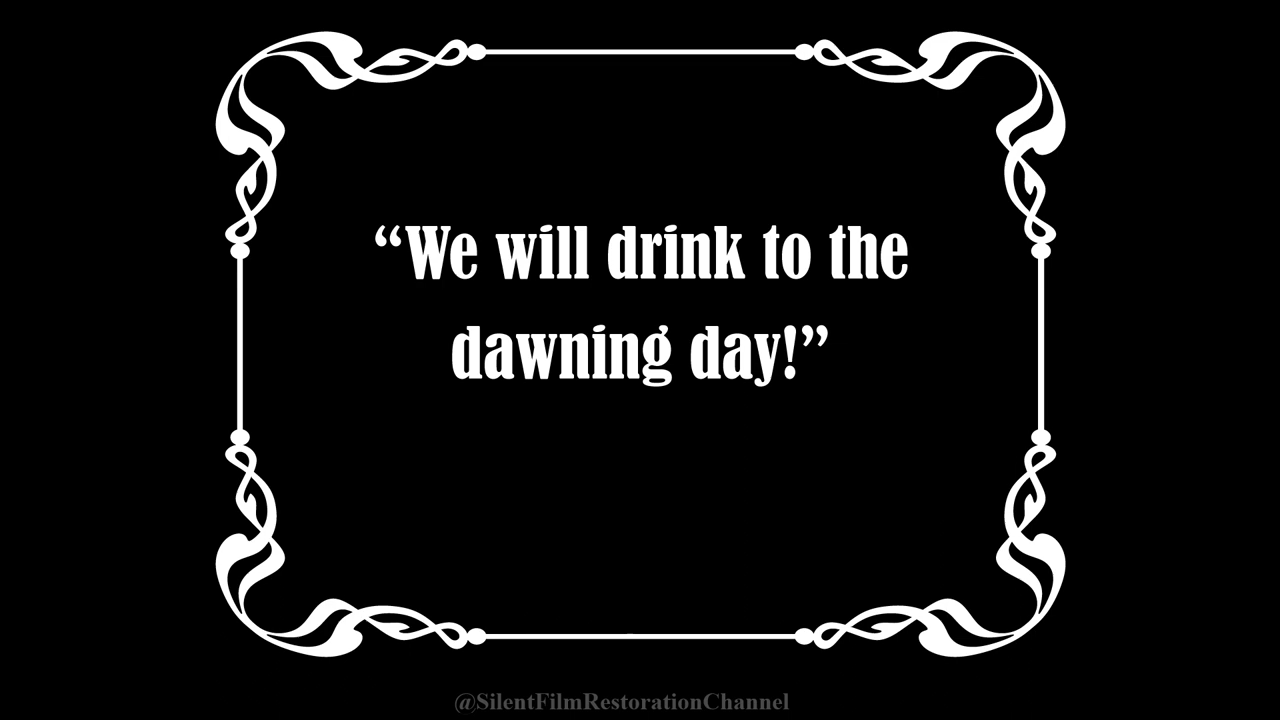 “We will drink to the
dawning day!”
@SilentFilmRestorationChannel